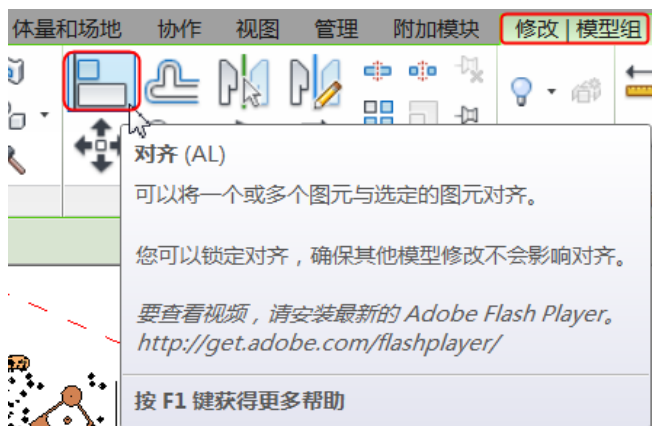 体量和场地 协作 视图 管理 附加模块 修改 | 模型组
对齐 (AL)
可以将一个或多个图元与选定的图元对齐。
您可以锁定对齐，确保其他模型修改不会影响对齐。
要查看视频，请安装最新的 Adobe Flash Player。
http://get.adobe.com/flashplayer/
按 F1 键获得更多帮助